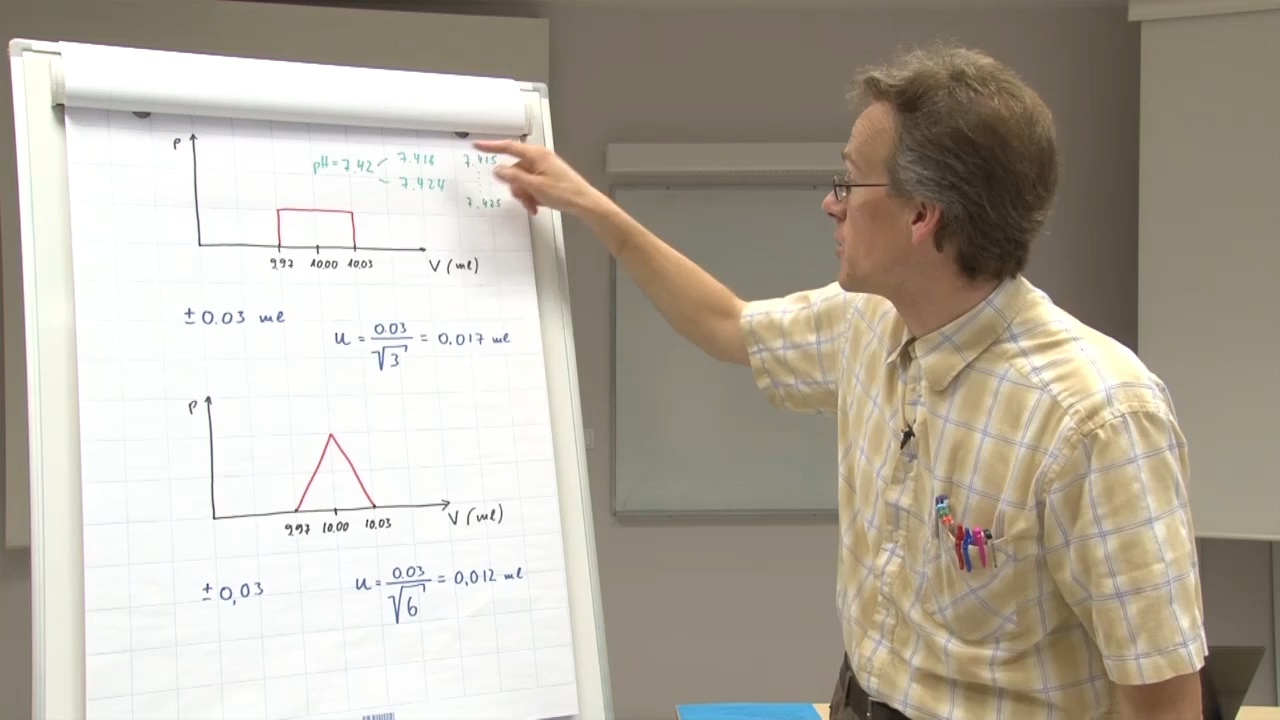 P
pH = 7.42 7.416 7.415
7.424
7.425
9,97 10,00 10,03 V (ml)
± 0.03 ml
u = 0.03 / √3 = 0,017 ml
P
9,97 10,00 10,03 V (ml)
± 0,03
u = 0.03 / √6 = 0,012 ml